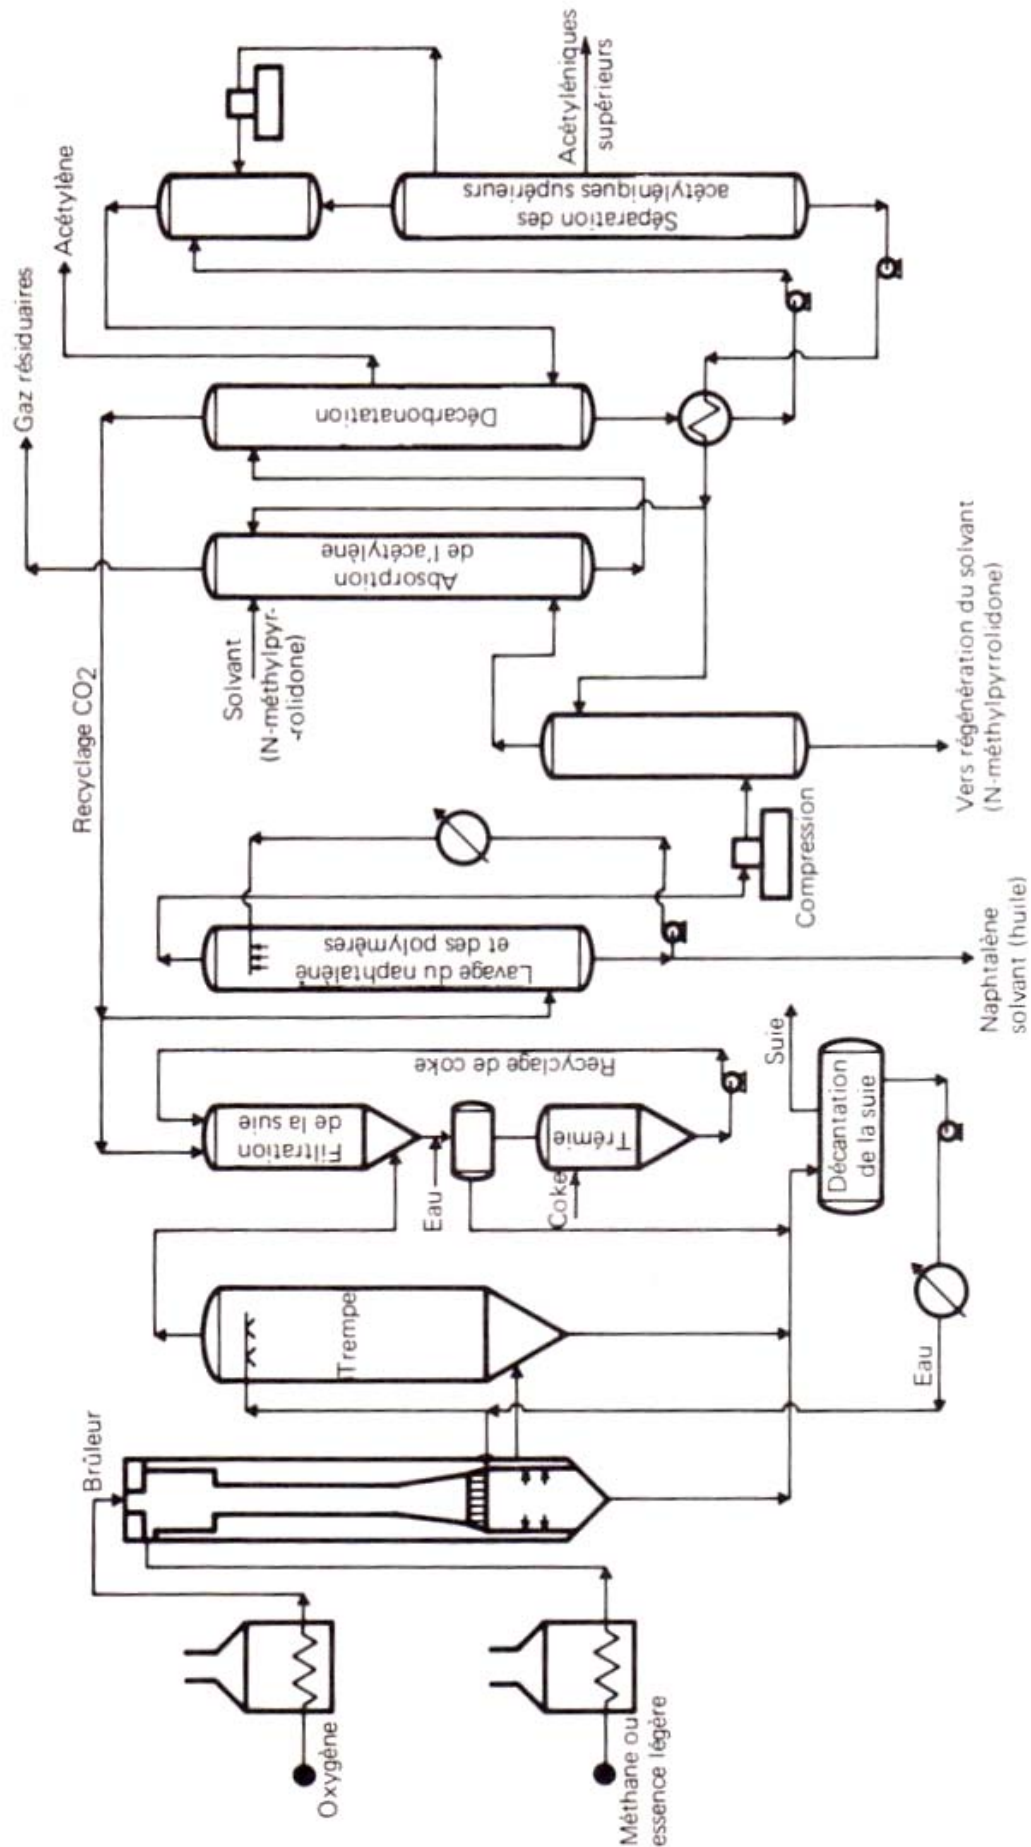 Oxygène
Méthane ou
essence légère
Brûleur
Trempe
Eau
Filtration
de la suie
Eau
Coke
Trémie
Recyclage de coke
Décantation
de la suie
Suie
Recyclage CO2
Lavage du naphtalène
et des polymères
Naphtalène
solvant (huile)
Compression
Solvant
(N-méthylpyr-
-rolidone)
Absorption
de l'acétylène
Vers régénération du solvant
(N-méthylpyrrolidone)
Gaz résiduaires
Acétylène
Décarbonatation
Séparation des
acétyléniques supérieurs
Acétyléniques
supérieurs